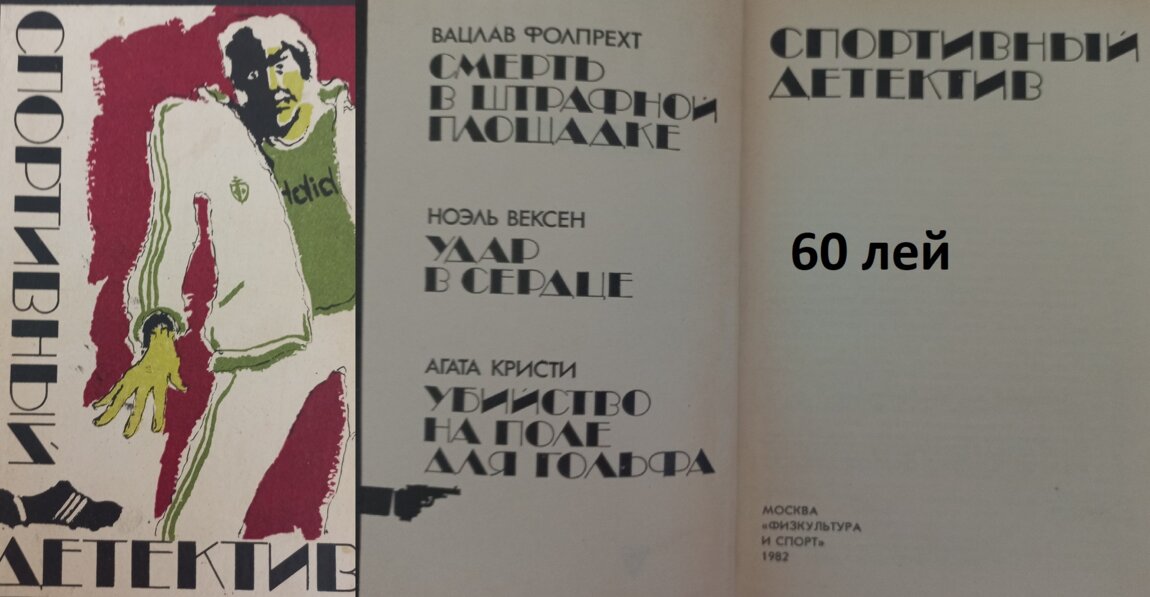 СПОРТИВНЫЙ
ДЕТЕКТИВ
ВАЦЛАВ ФОЛПРЕХТ
СМЕРТЬ
В ШТРАФНОЙ
ПЛОЩАДКЕ
НОЭЛЬ ВЕКСЕН
УДАР
В СЕРДЦЕ
АГАТА КРИСТИ
УБИЙСТВО
НА ПОЛЕ
ДЛЯ ГОЛЬФА
СПОРТИВНЫЙ
ДЕТЕКТИВ
60 лей
МОСКВА
«ФИЗКУЛЬТУРА
И СПОРТ»
1982